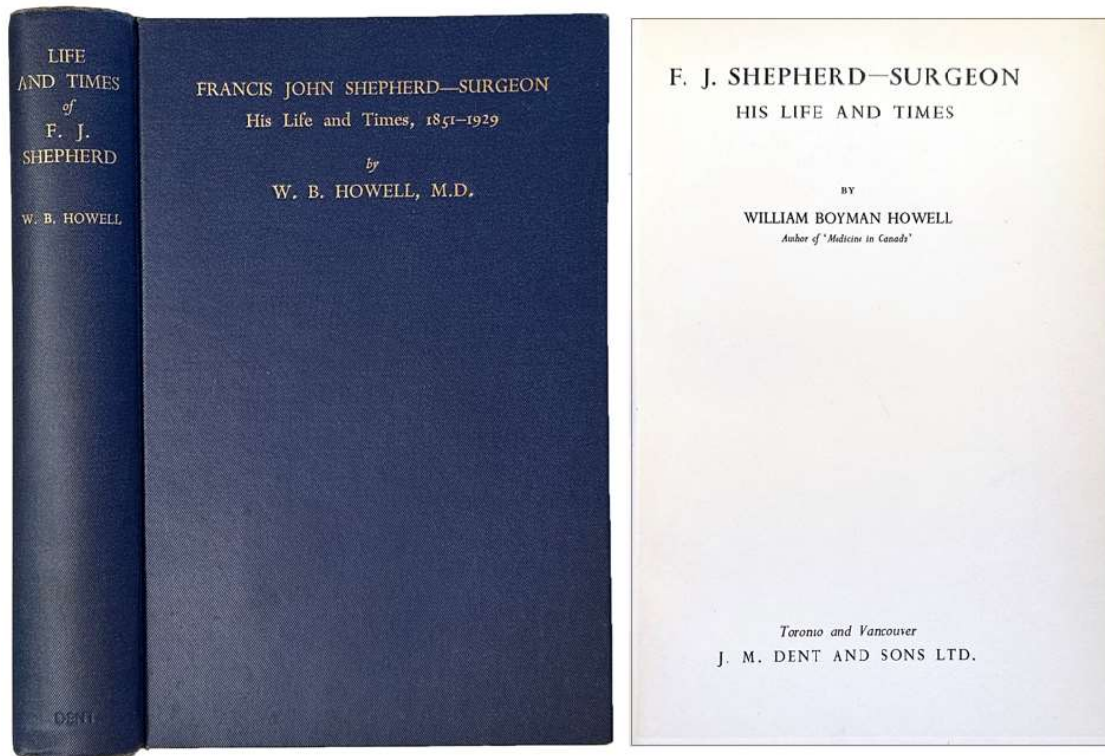 LIFE
AND TIMES
of
F. J.
SHEPHERD
W. B. HOWELL
DENT
FRANCIS JOHN SHEPHERD—SURGEON
His Life and Times, 1851–1929
by
W. B. HOWELL, M.D.
F. J. SHEPHERD—SURGEON
HIS LIFE AND TIMES
BY
WILLIAM BOYMAN HOWELL
Author of 'Medicine in Canada'
Toronto and Vancouver
J. M. DENT AND SONS LTD.